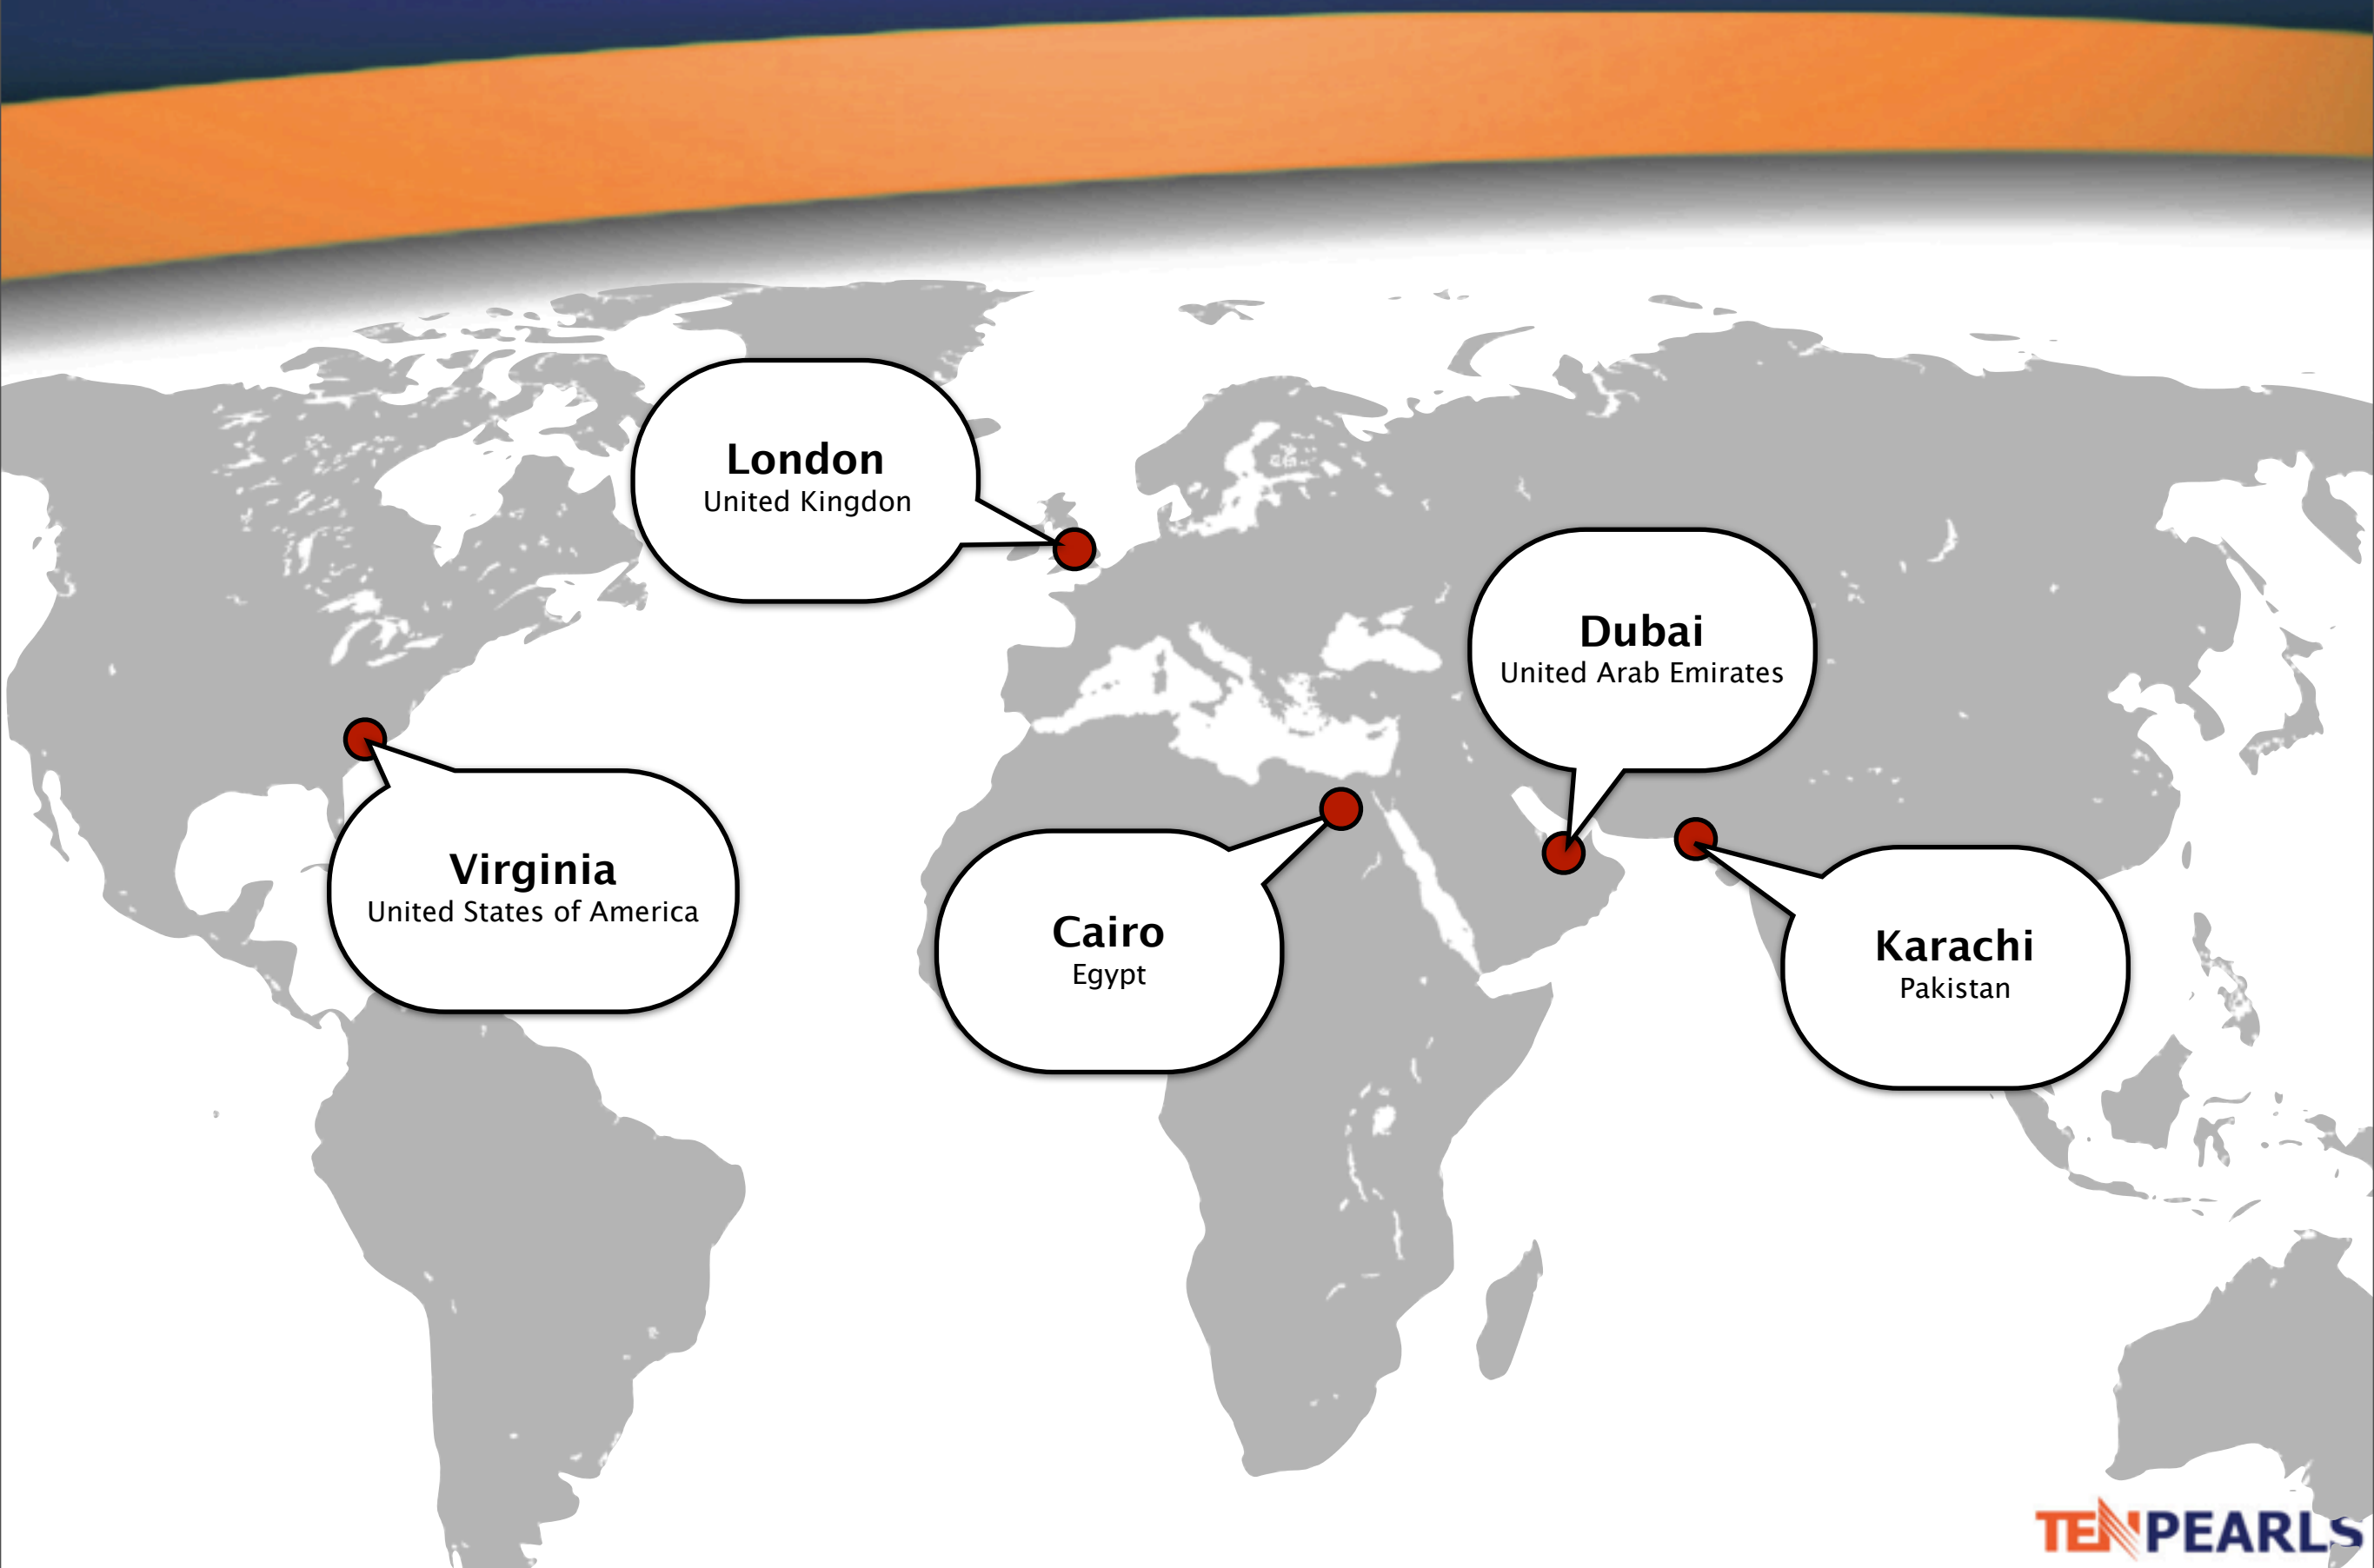 London
United Kingdon
Dubai
United Arab Emirates
Virginia
United States of America
Cairo
Egypt
Karachi
Pakistan
TENPEARLS